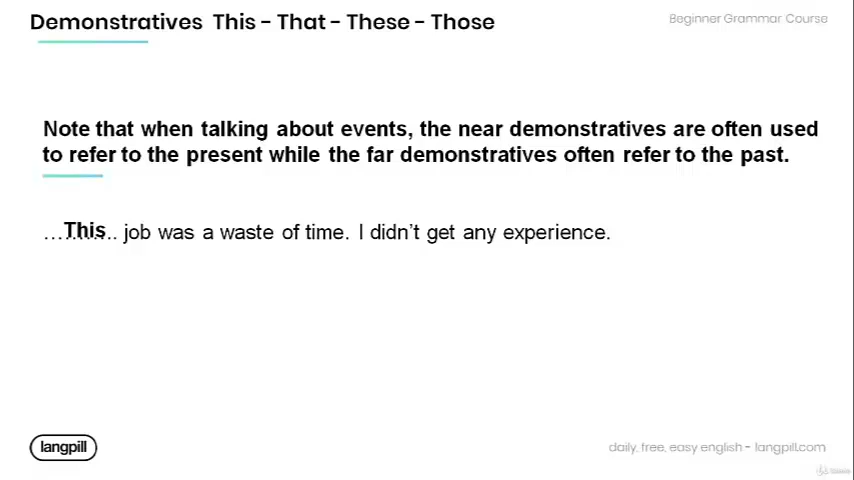 Demonstratives This - That - These - Those
Beginner Grammar Course
Note that when talking about events, the near demonstratives are often used
to refer to the present while the far demonstratives often refer to the past.
…This….. job was a waste of time. I didn't get any experience.
langpill
daily, free, easy english - langpill.com